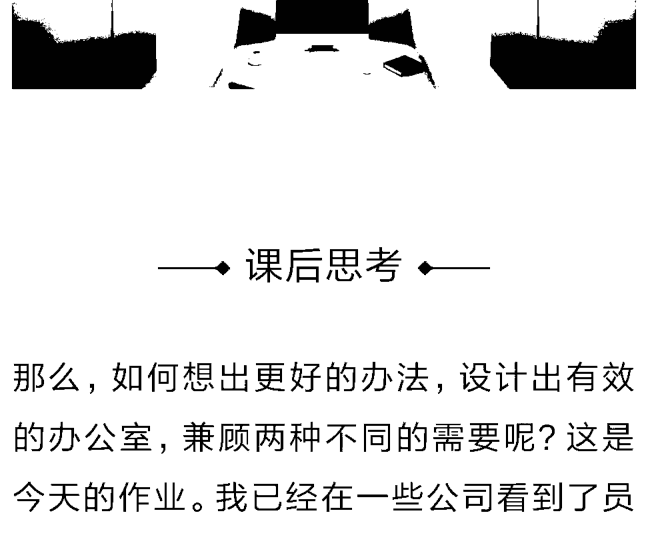 课后思考
那么，如何想出更好的办法，设计出有效
的办公室，兼顾两种不同的需要呢？这是
今天的作业。我已经在一些公司看到了员